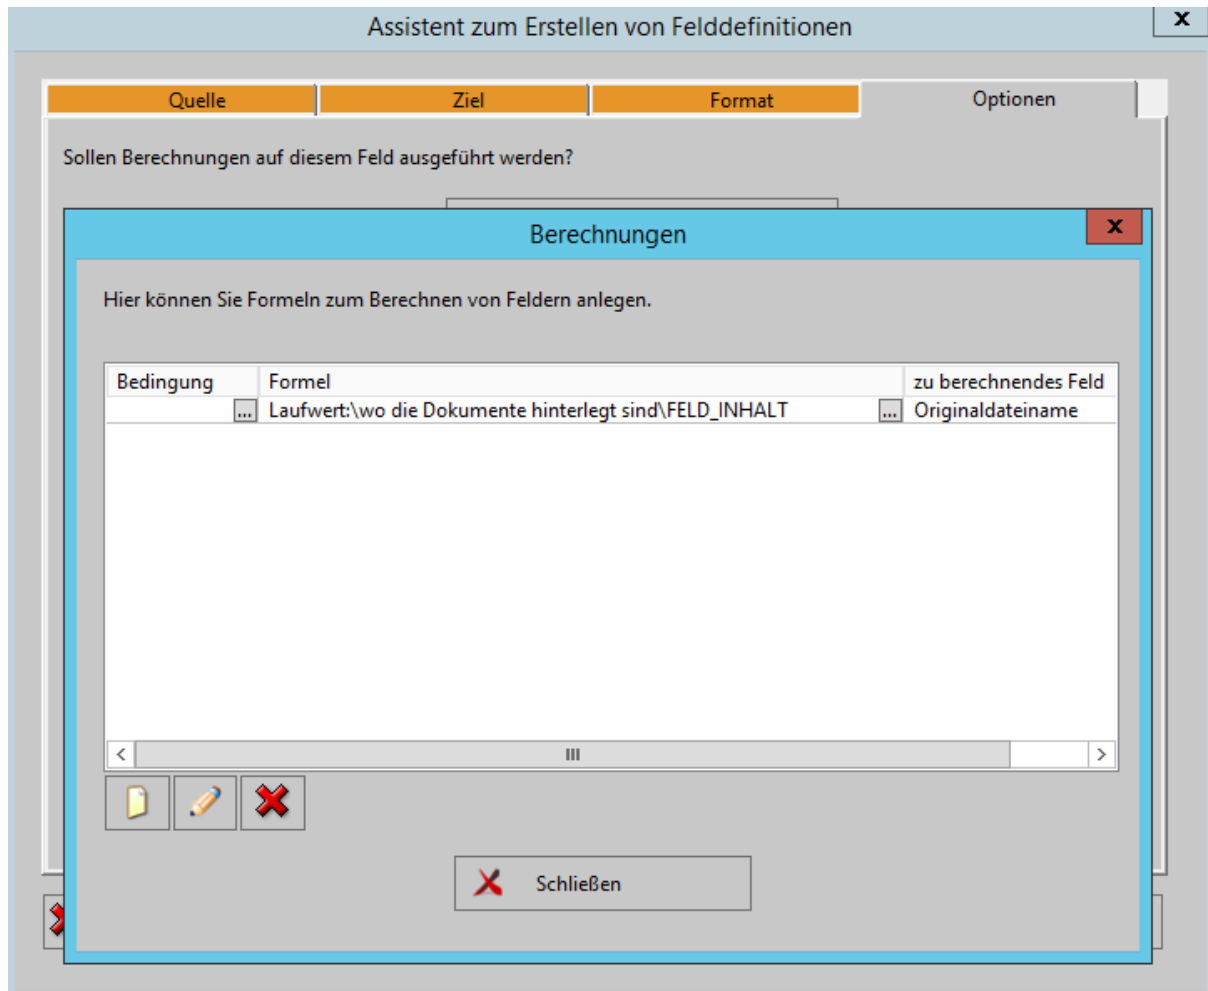 Assistent zum Erstellen von Felddefinitionen
x
Quelle Ziel Format Optionen
Sollen Berechnungen auf diesem Feld ausgeführt werden?
Berechnungen
x
Hier können Sie Formeln zum Berechnen von Feldern anlegen.
Bedingung Formel zu berechnendes Feld
... Laufwert:\wo die Dokumente hinterlegt sind\FELD_INHALT ... Originaldateiname
Schließen